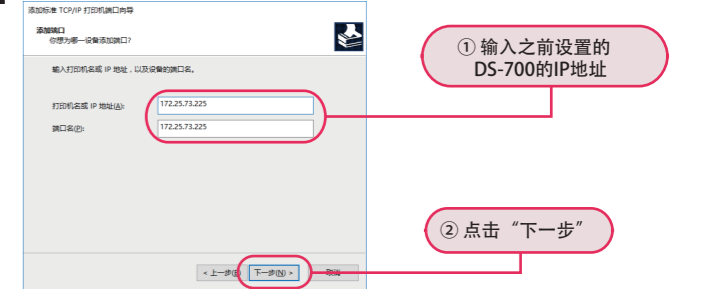 添加标准 TCP/IP 打印机端口向导
添加端口
你想为哪一设备添加端口?
输入打印机名或 IP 地址，以及设备的端口名。
打印机名或 IP 地址(A):
172.25.73.225
端口名(P):
172.25.73.225
< 上一步(B)
下一步(N) >
取消
① 输入之前设置的
DS-700的IP地址
② 点击“下一步”